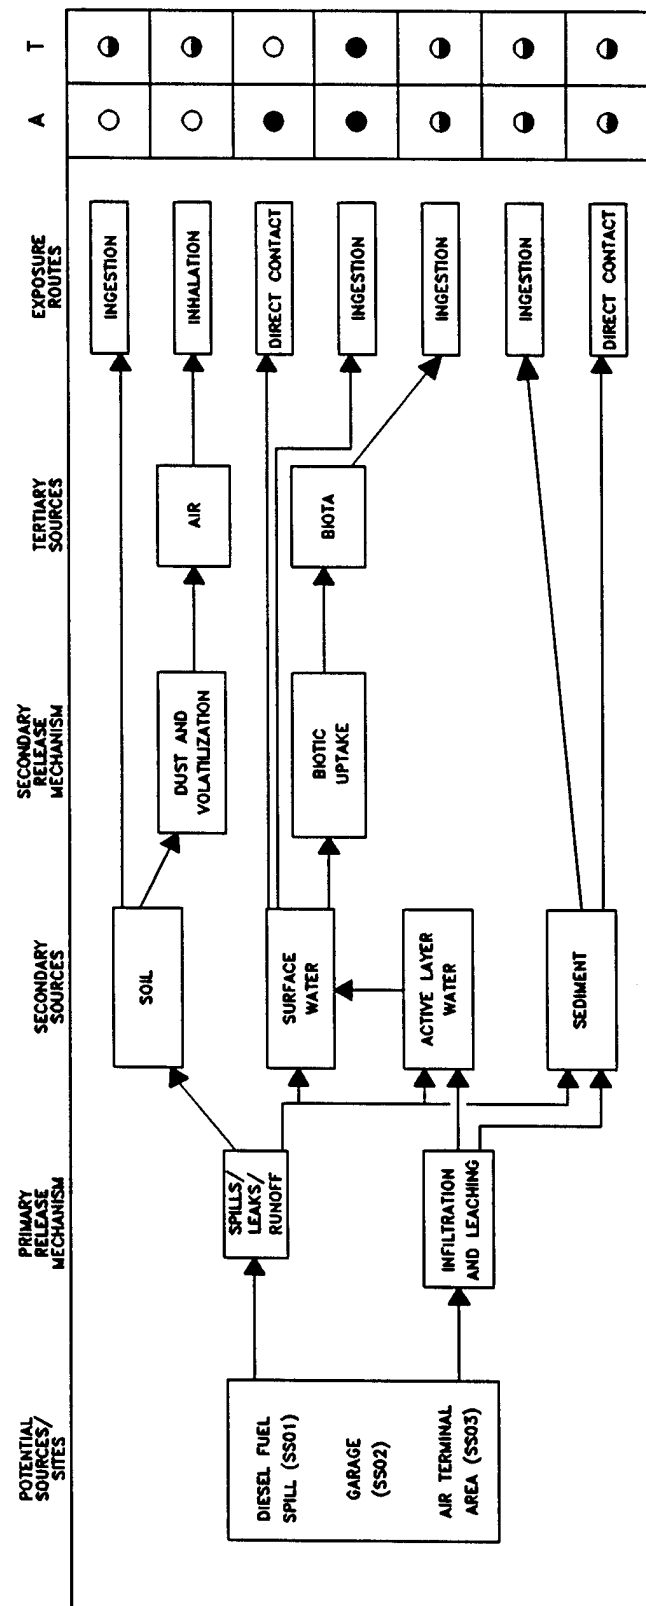 POTENTIAL
SOURCES/
SITES
PRIMARY
RELEASE
MECHANISM
SECONDARY
SOURCES
SECONDARY
RELEASE
MECHANISM
TERTIARY
SOURCES
EXPOSURE
ROUTES
A
T
DIESEL FUEL
SPILL (SS01)
GARAGE
(SS02)
AIR TERMINAL
AREA (SS03)
SPILLS/
LEAKS/
RUNOFF
INFILTRATION
AND LEACHING
SOIL
SURFACE
WATER
ACTIVE LAYER
WATER
SEDIMENT
DUST AND
VOLATILIZATION
BIOTIC
UPTAKE
AIR
BIOTA
INGESTION
INHALATION
DIRECT CONTACT
INGESTION
INGESTION
INGESTION
DIRECT CONTACT